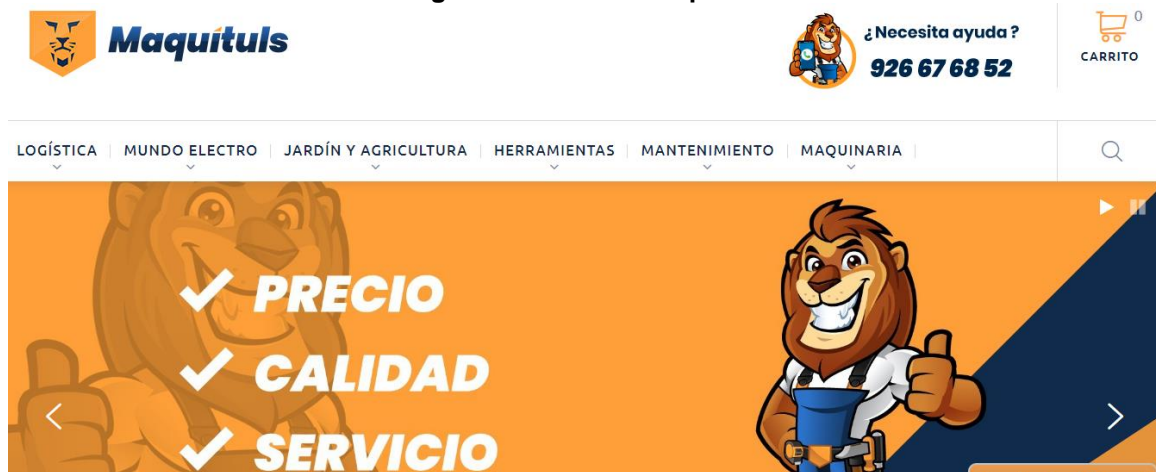 Maquituls
¿Necesita ayuda?
926 67 68 52
0
CARRITO
LOGÍSTICA
MUNDO ELECTRO
JARDÍN Y AGRICULTURA
HERRAMIENTAS
MANTENIMIENTO
MAQUINARIA
PRECIO
CALIDAD
SERVICIO